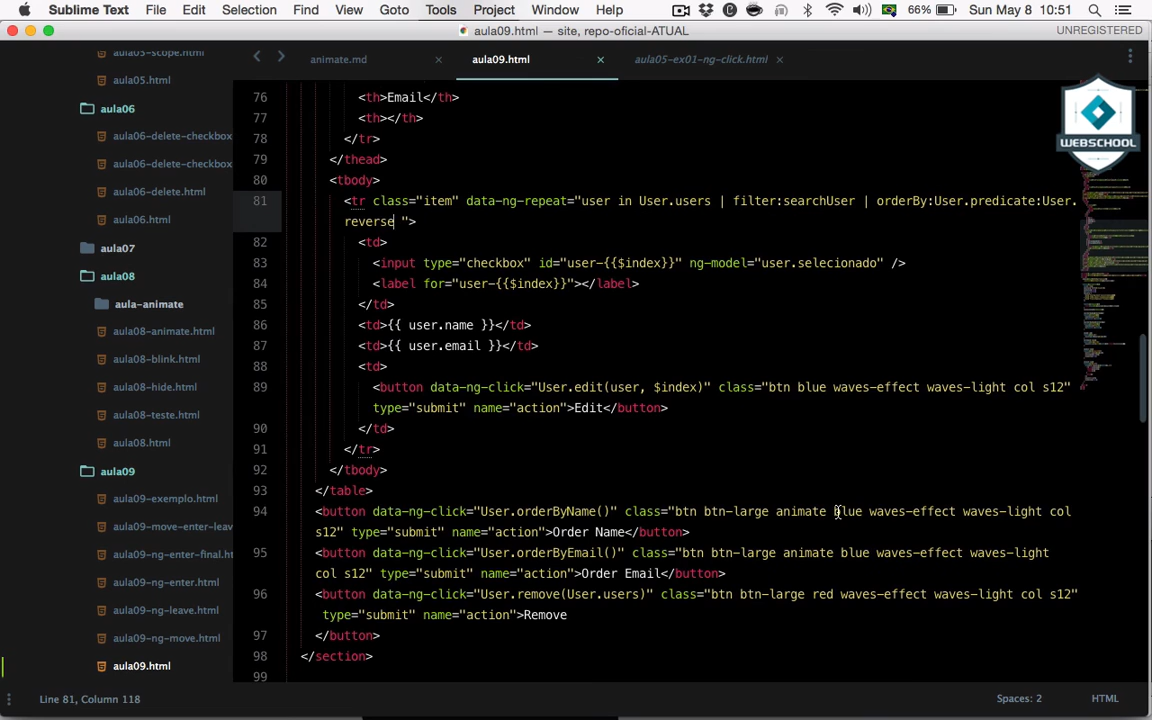 Sublime Text File Edit Selection Find View Goto Tools Project Window Help 66% Sun May 8 10:51
aula09.html — site, repo-oficial-ATUAL UNREGISTERED
animate.md aula09.html aula05-ex01-ng-click.html
WEBSCHOOL
aula05-scope.html
aula05.html
aula06
aula06-delete-checkbox
aula06-delete-checkbox
aula06-delete.html
aula06.html
aula07
aula08
aula-animate
aula08-animate.html
aula08-blink.html
aula08-hide.html
aula08-teste.html
aula08.html
aula09
aula09-exemplo.html
aula09-move-enter-leav
aula09-ng-enter-final.ht
aula09-ng-enter.html
aula09-ng-leave.html
aula09-ng-move.html
aula09.html
76 <th>Email</th>
77 <th></th>
78 </tr>
79 </thead>
80 <tbody>
81 <tr class="item" data-ng-repeat="user in User.users | filter:searchUser | orderBy:User.predicate:User.
reverse ">
82 <td>
83 <input type="checkbox" id="user-{{$index}}" ng-model="user.selecionado" />
84 <label for="user-{{$index}}"></label>
85 </td>
86 <td>{{ user.name }}</td>
87 <td>{{ user.email }}</td>
88 <td>
89 <button data-ng-click="User.edit(user, $index)" class="btn blue waves-effect waves-light col s12"
type="submit" name="action">Edit</button>
90 </td>
91 </tr>
92 </tbody>
93 </table>
94 <button data-ng-click="User.orderByName()" class="btn btn-large animate blue waves-effect waves-light col
s12" type="submit" name="action">Order Name</button>
95 <button data-ng-click="User.orderByEmail()" class="btn btn-large animate blue waves-effect waves-light
col s12" type="submit" name="action">Order Email</button>
96 <button data-ng-click="User.remove(User.users)" class="btn btn-large red waves-effect waves-light col s12"
type="submit" name="action">Remove
97 </button>
98 </section>
99
Line 81, Column 118 Spaces: 2 HTML